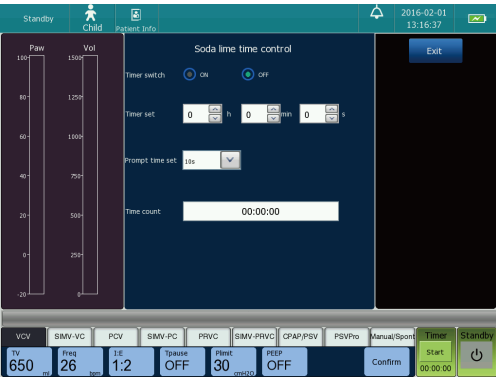 Standby
Child
Patient Info
2016-02-01
13:16:37
Paw
Vol
100
80
60
40
20
0
-20
1500
1250
1000
750
500
250
0
Soda lime time control
Timer switch ON OFF
Timer set 0 h 0 min 0 s
Prompt time set 10s
Time count 00:00:00
Exit
VCV SIMV-VC PCV SIMV-PC PRVC SIMV-PRVC CPAP/PSV PSVPro Manual/Spont Timer Standby
TV
650
mL
Freq
26
bpm
I:E
1:2
Tpause
OFF
Plimit
30
cmH2O
PEEP
OFF
Confirm
Start
00:00:00